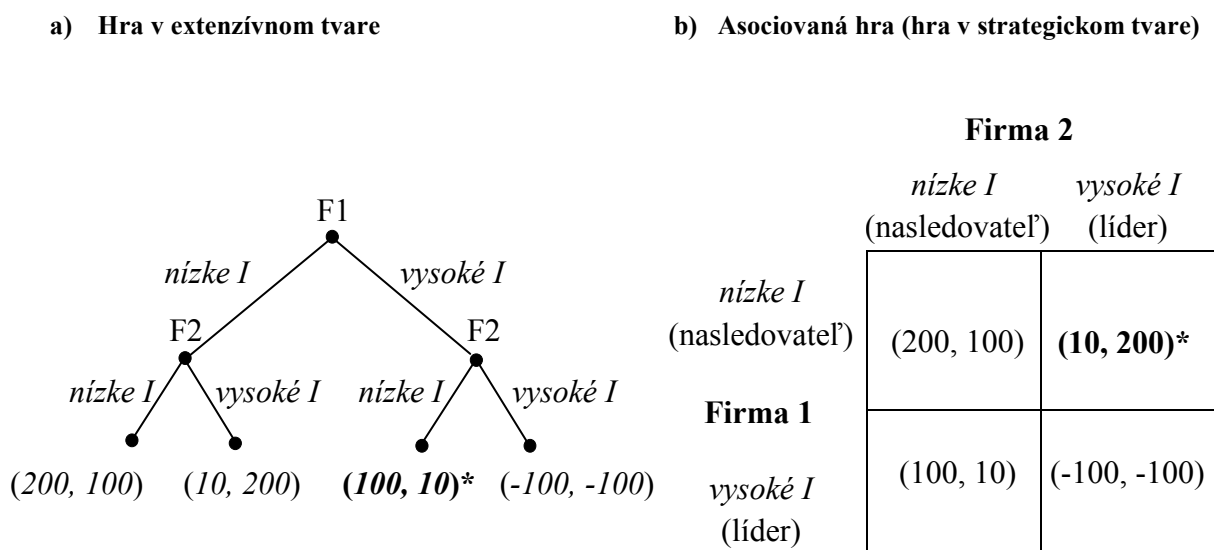 a) Hra v extenzívnom tvare
b) Asociovaná hra (hra v strategickom tvare)
F1
nízke I
vysoké I
F2
F2
nízke I
vysoké I
nízke I
vysoké I
(200, 100)
(10, 200)
(100, 10)*
(-100, -100)
Firma 2
nízke I
vysoké I
(nasledovateľ)
(líder)
nízke I
(nasledovateľ)
(200, 100)
(10, 200)*
Firma 1
vysoké I
(líder)
(100, 10)
(-100, -100)